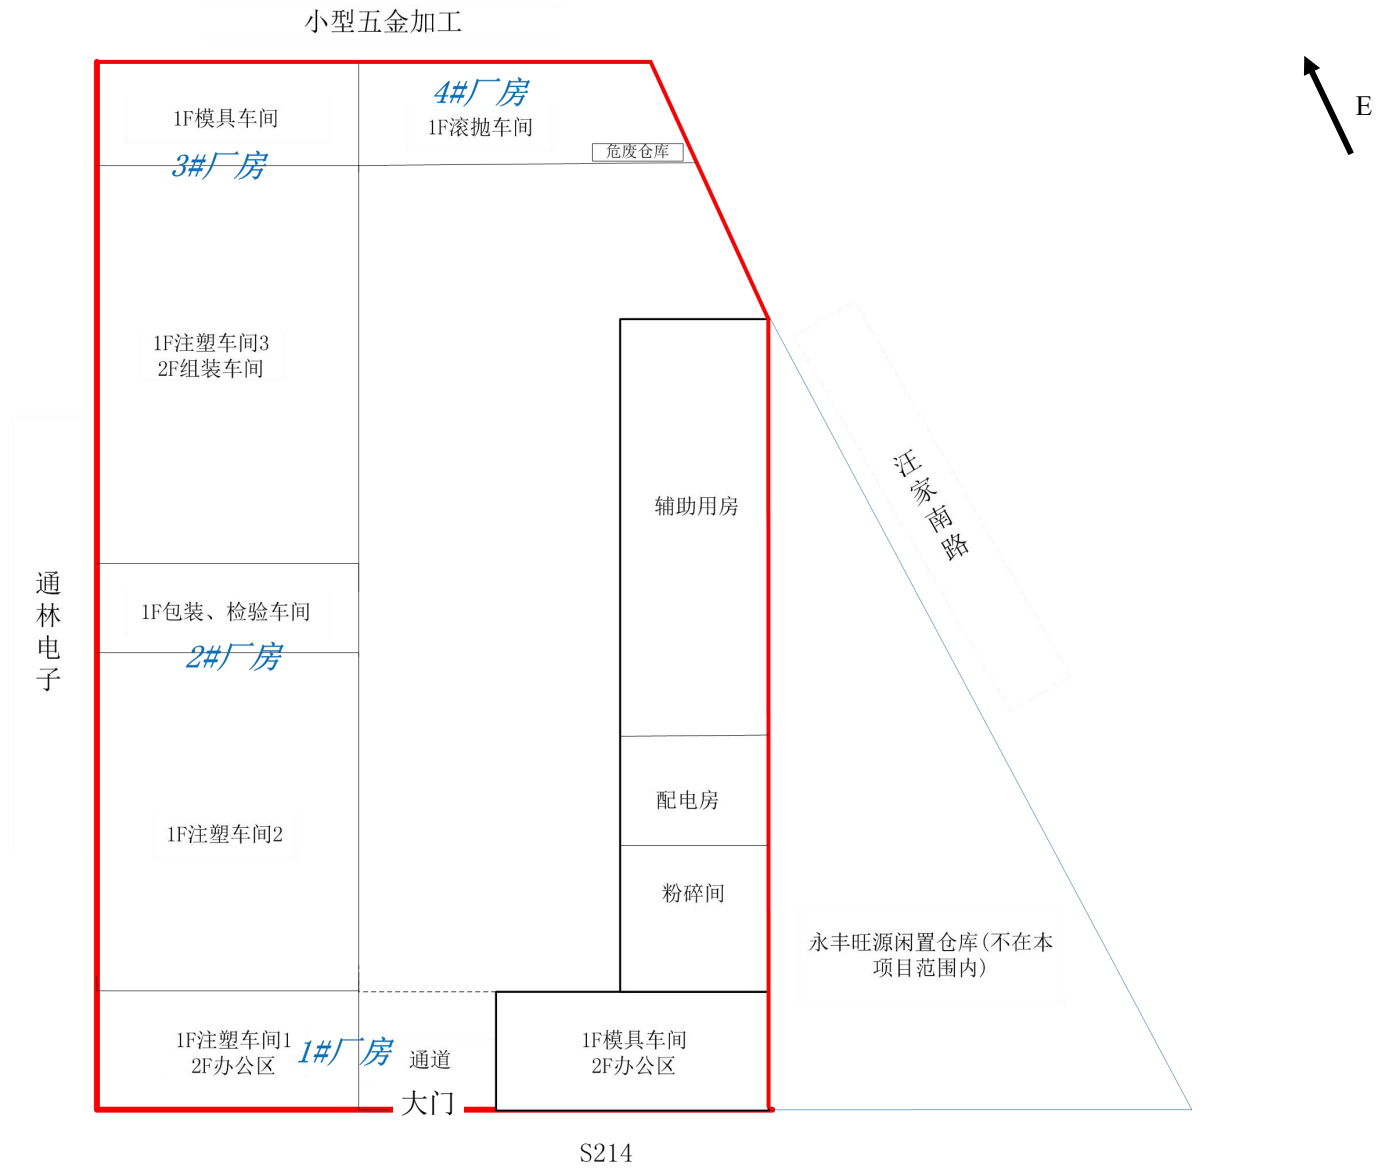 小型五金加工
E
4#厂房
1F模具车间
1F滚抛车间
危废仓库
3#厂房
1F注塑车间3
2F组装车间
汪家南路
辅助用房
通林电子
1F包装、检验车间
2#厂房
配电房
1F注塑车间2
粉碎间
永丰旺源闲置仓库(不在本
项目范围内)
1F注塑车间1
2F办公区
1#厂房
通道
1F模具车间
2F办公区
大门
S214